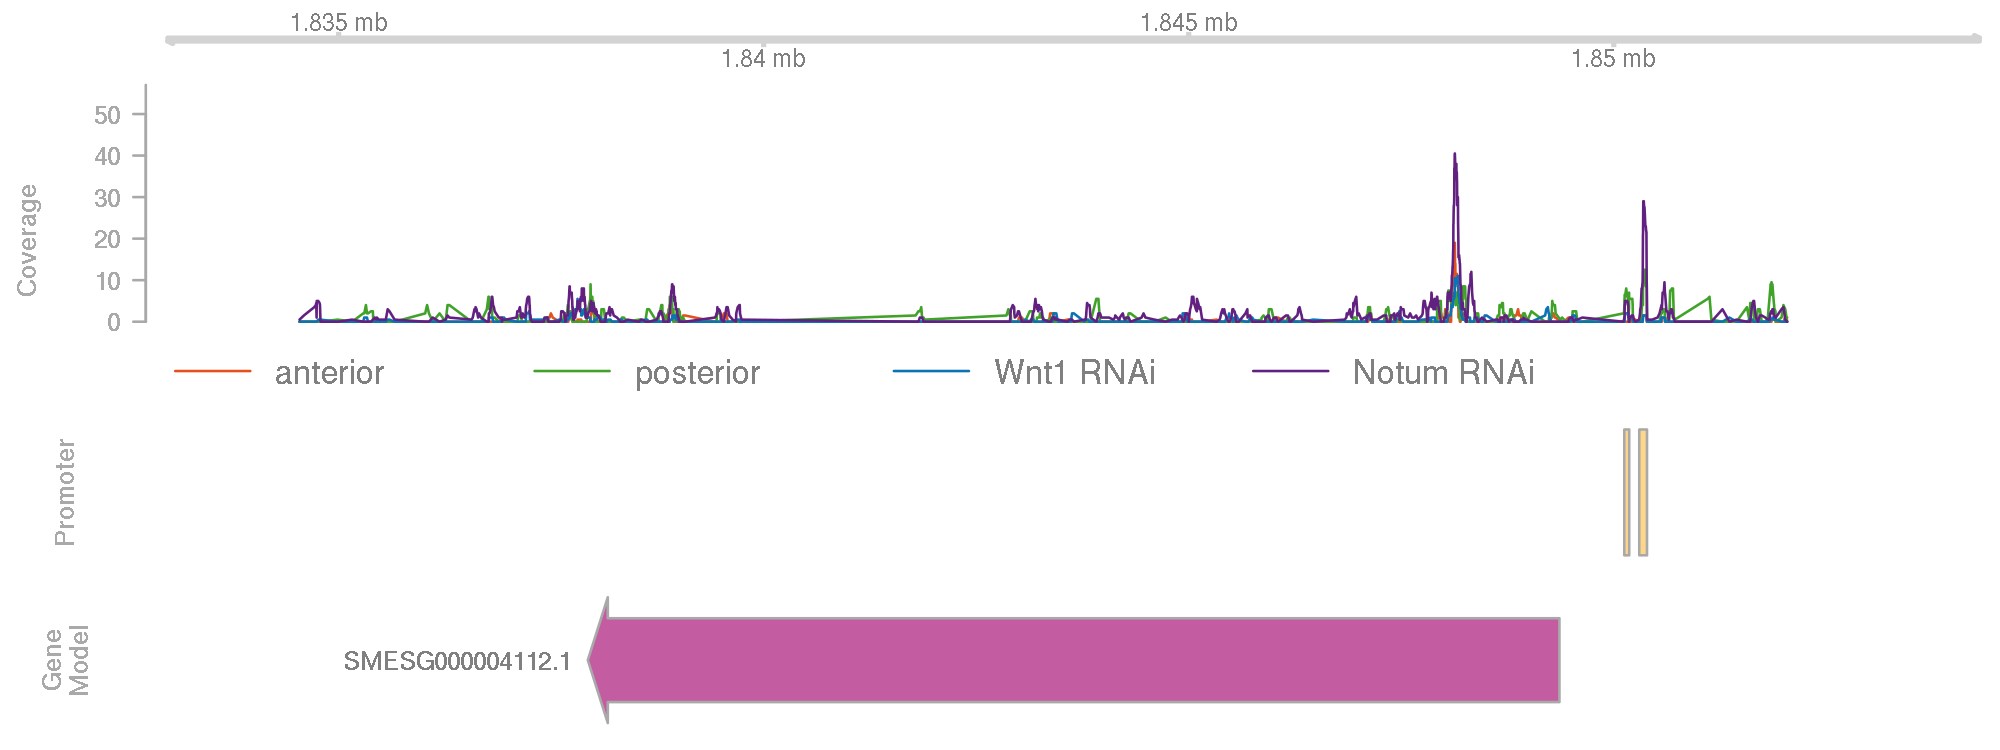 1.835 mb
1.845 mb
1.84 mb
1.85 mb
Coverage
50
40
30
20
10
0
anterior
posterior
Wnt1 RNAi
Notum RNAi
Promoter
Gene
Model
SMESG000004112.1